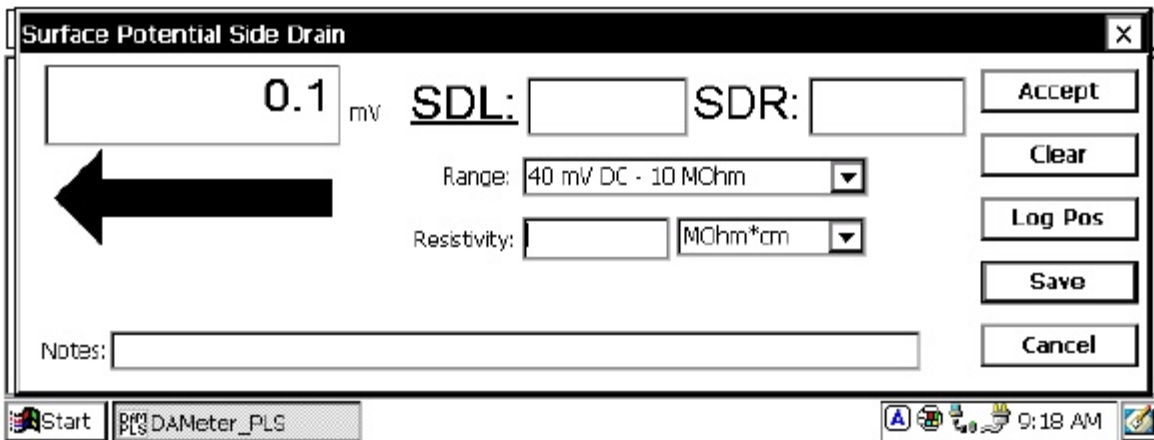 Surface Potential Side Drain
0.1 mV SDL: SDR: Accept
Clear
Range: 40 mV DC - 10 MOhm
Resistivity: MOhm*cm
Log Pos
Save
Notes:
Cancel
Start DAMeter_PLS A 9:18 AM